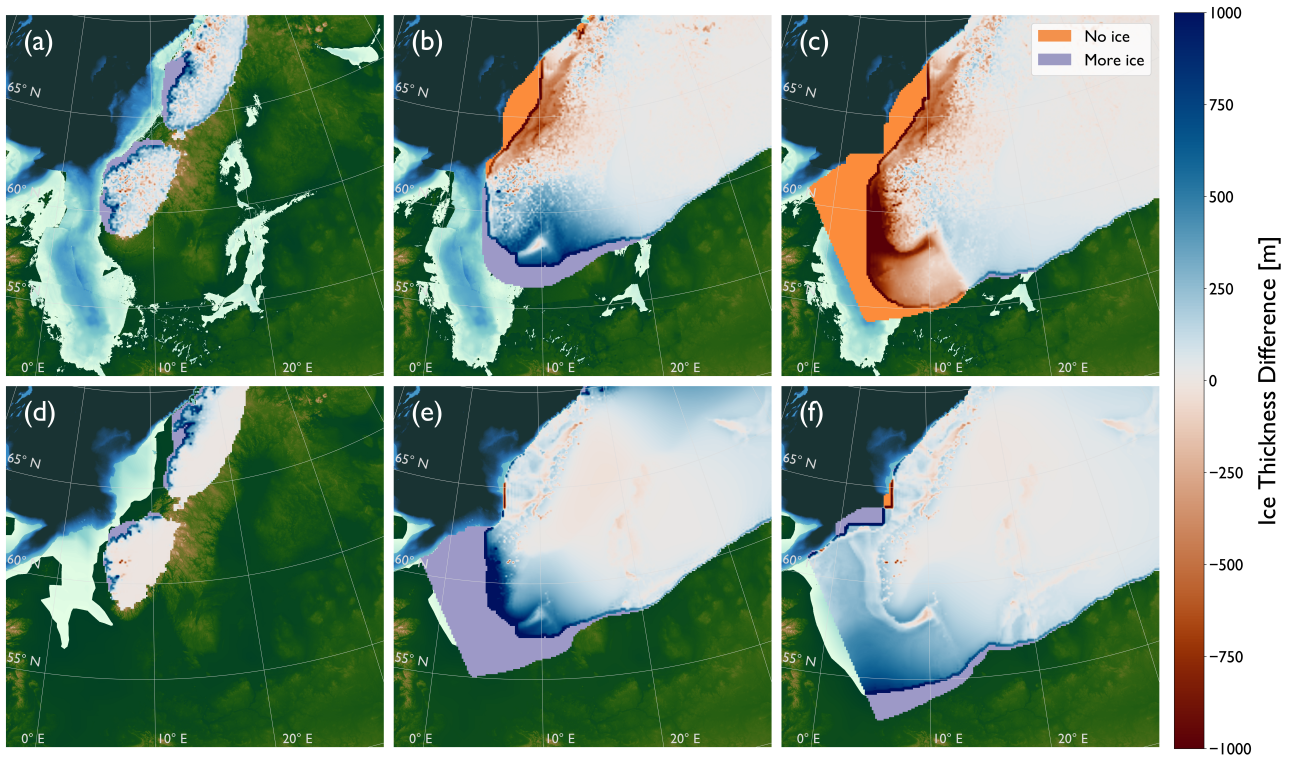 (a)
65° N
60° N
55° N
0° E
10° E
20° E
(b)
65° N
60° N
55° N
0° E
10° E
20° E
(c)
No ice
More ice
65° N
60° N
55° N
0° E
10° E
20° E
(d)
65° N
60° N
55° N
0° E
10° E
20° E
(e)
65° N
60° N
55° N
0° E
10° E
20° E
(f)
65° N
60° N
55° N
0° E
10° E
20° E
1000
750
500
250
0
−250
−500
−750
−1000
Ice Thickness Difference [m]